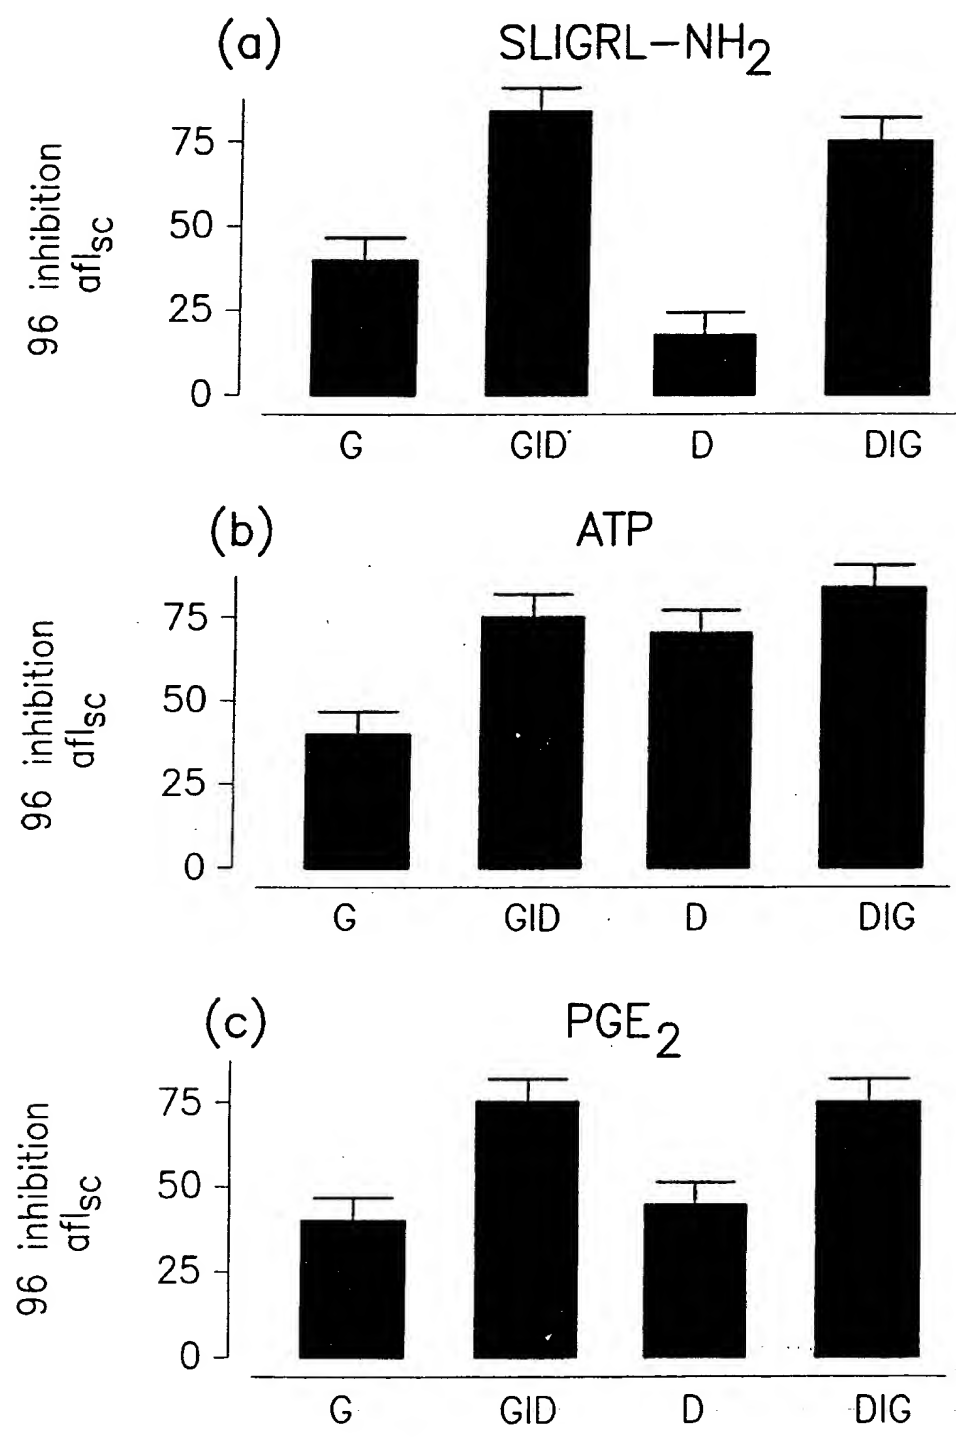 (a) SLIGRL-NH2
96 inhibition
aflsc
75
50
25
0
G GID D DIG
(b) ATP
96 inhibition
aflsc
75
50
25
0
G GID D DIG
(c) PGE2
96 inhibition
aflsc
75
50
25
0
G GID D DIG